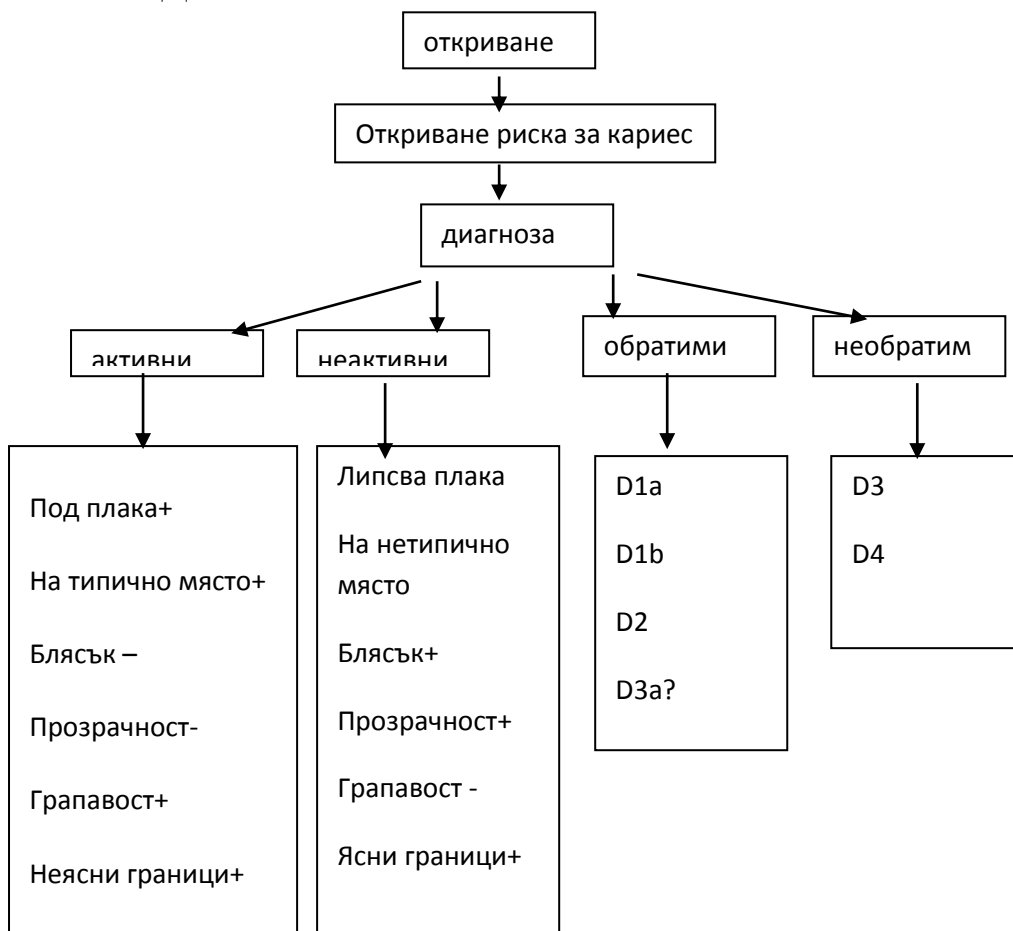 откриване
Откриване риска за кариес
диагноза
активни
неактивни
обратими
необратим
Под плака+
На типично място+
Блясък –
Прозрачност-
Грапавост+
Неясни граници+
Липсва плака
На нетипично
място
Блясък+
Прозрачност+
Грапавост -
Ясни граници+
D1a
D1b
D2
D3a?
D3
D4